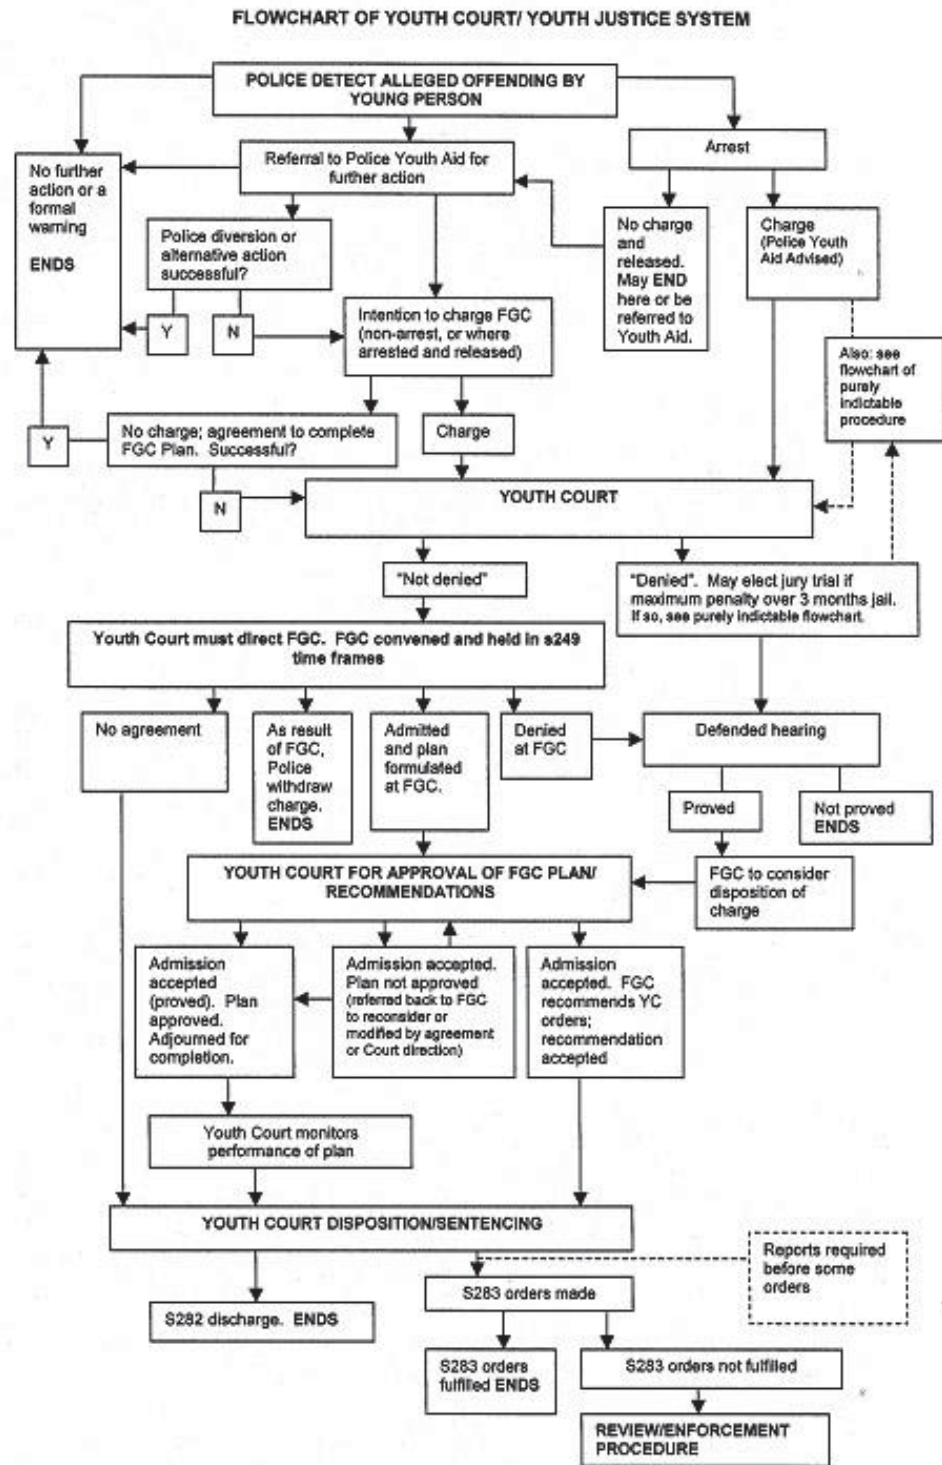 FLOWCHART OF YOUTH COURT/ YOUTH JUSTICE SYSTEM
POLICE DETECT ALLEGED OFFENDING BY
YOUNG PERSON
Arrest
No further
action or a
formal
warning
ENDS
Referral to Police Youth Aid for
further action
Police diversion or
alternative action
successful?
No charge
and
released.
May END
here or be
referred to
Youth Aid.
Charge
(Police Youth
Aid Advised)
Y
N
Intention to charge FGC
(non-arrest, or where
arrested and released)
Also: see
flowchart of
purely
indictable
procedure
Y
No charge; agreement to complete
FGC Plan. Successful?
Charge
N
YOUTH COURT
"Not denied"
"Denied". May elect jury trial if
maximum penalty over 3 months jail.
If so, see purely indictable flowchart.
Youth Court must direct FGC. FGC convened and held in s249
time frames
No agreement
As result
of FGC,
Police
withdraw
charge.
ENDS
Admitted
and plan
formulated
at FGC.
Denied
at FGC
Defended hearing
Proved
Not proved
ENDS
YOUTH COURT FOR APPROVAL OF FGC PLAN/
RECOMMENDATIONS
FGC to consider
disposition of
charge
Admission
accepted
(proved). Plan
approved.
Adjourned for
completion.
Admission accepted.
Plan not approved
(referred back to FGC
to reconsider or
modified by agreement
or Court direction)
Admission
accepted. FGC
recommends YC
orders;
recommendation
accepted
Youth Court monitors
performance of plan
YOUTH COURT DISPOSITION/SENTENCING
Reports required
before some
orders
S282 discharge. ENDS
S283 orders made
S283 orders
fulfilled ENDS
S283 orders not fulfilled
REVIEW/ENFORCEMENT
PROCEDURE